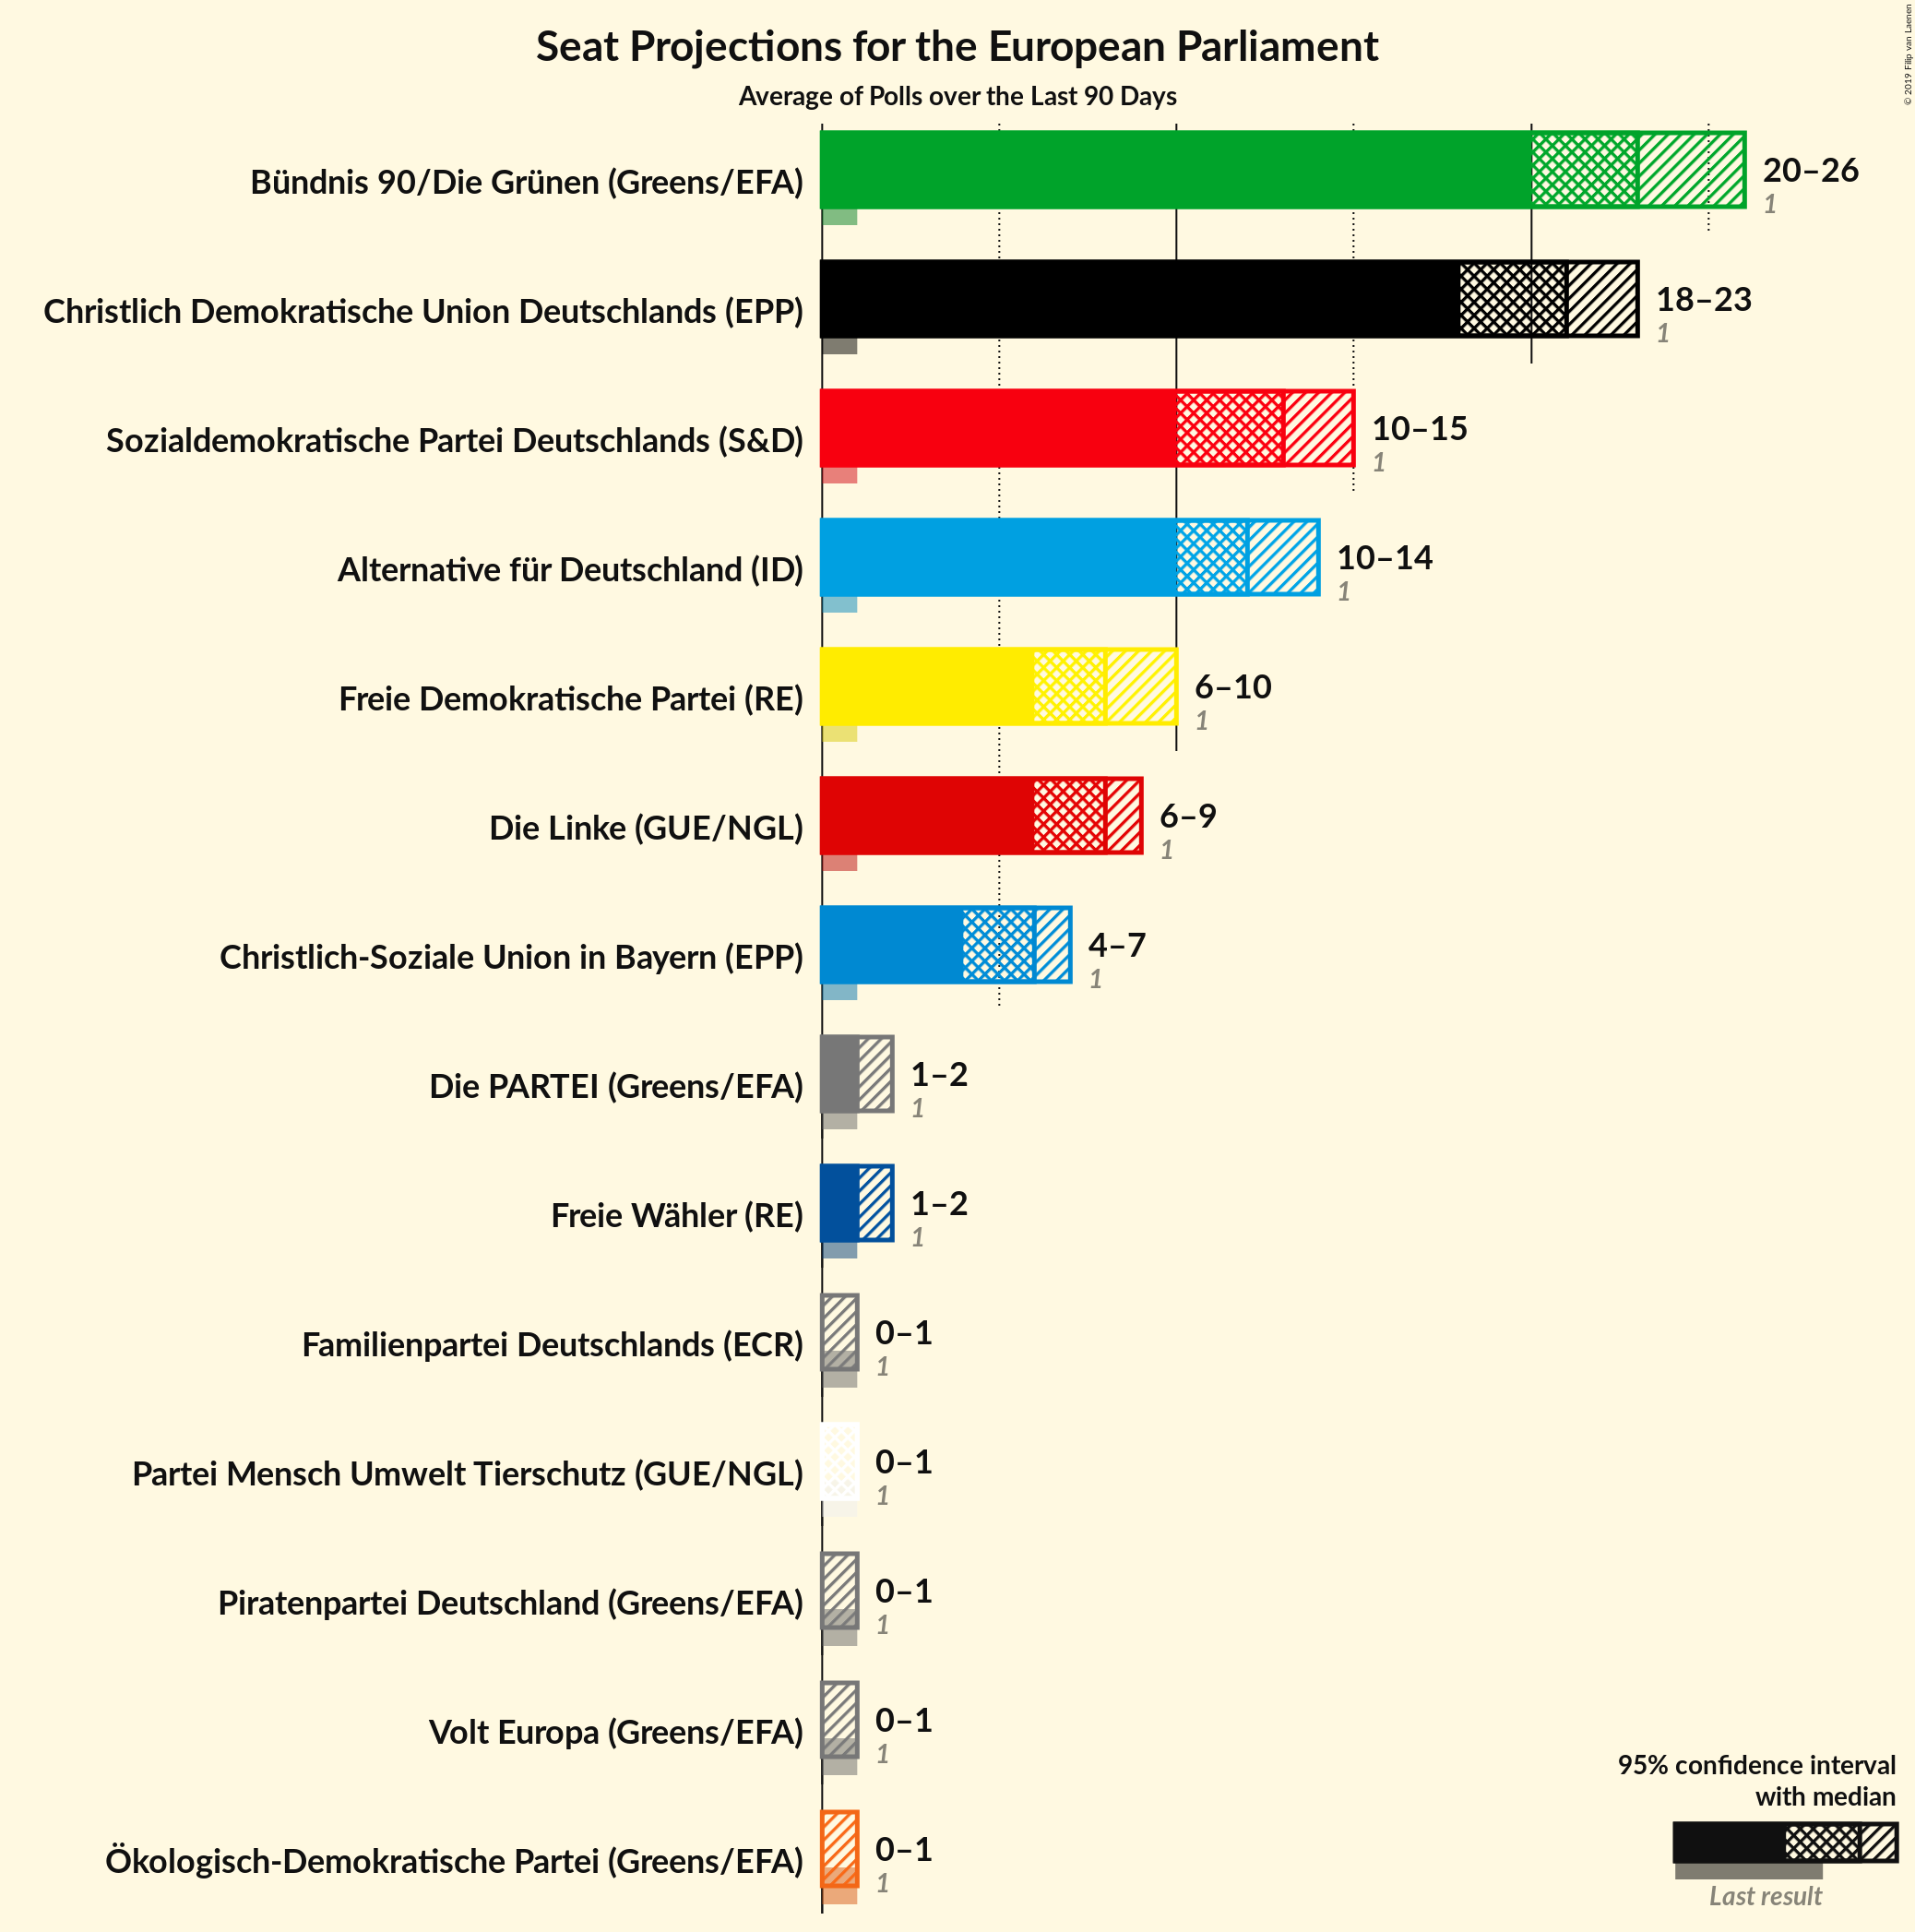 Seat Projections for the European Parliament
Average of Polls over the Last 90 Days
© 2019 Filip van Laenen
Bündnis 90/Die Grünen (Greens/EFA)
20–26
1
Christlich Demokratische Union Deutschlands (EPP)
18–23
1
Sozialdemokratische Partei Deutschlands (S&D)
10–15
1
Alternative für Deutschland (ID)
10–14
1
Freie Demokratische Partei (RE)
6–10
1
Die Linke (GUE/NGL)
6–9
1
Christlich-Soziale Union in Bayern (EPP)
4–7
1
Die PARTEI (Greens/EFA)
1–2
1
Freie Wähler (RE)
1–2
1
Familienpartei Deutschlands (ECR)
0–1
1
Partei Mensch Umwelt Tierschutz (GUE/NGL)
0–1
1
Piratenpartei Deutschland (Greens/EFA)
0–1
1
Volt Europa (Greens/EFA)
0–1
1
Ökologisch-Demokratische Partei (Greens/EFA)
0–1
1
95% confidence interval
with median
Last result